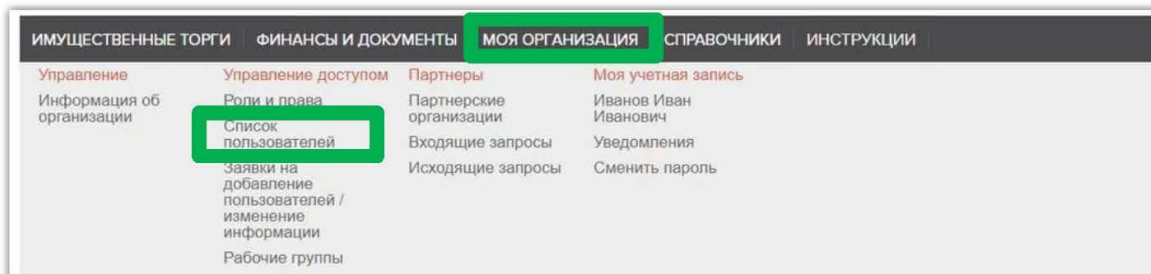 ИМУЩЕСТВЕННЫЕ ТОРГИ ФИНАНСЫ И ДОКУМЕНТЫ МОЯ ОРГАНИЗАЦИЯ СПРАВОЧНИКИ ИНСТРУКЦИИ
Управление
Информация об
организации
Управление доступом
Роли и права
Список
пользователей
Заявки на
добавление
пользователей /
изменение
информации
Рабочие группы
Партнеры
Партнерские
организации
Входящие запросы
Исходящие запросы
Моя учетная запись
Иванов Иван
Иванович
Уведомления
Сменить пароль